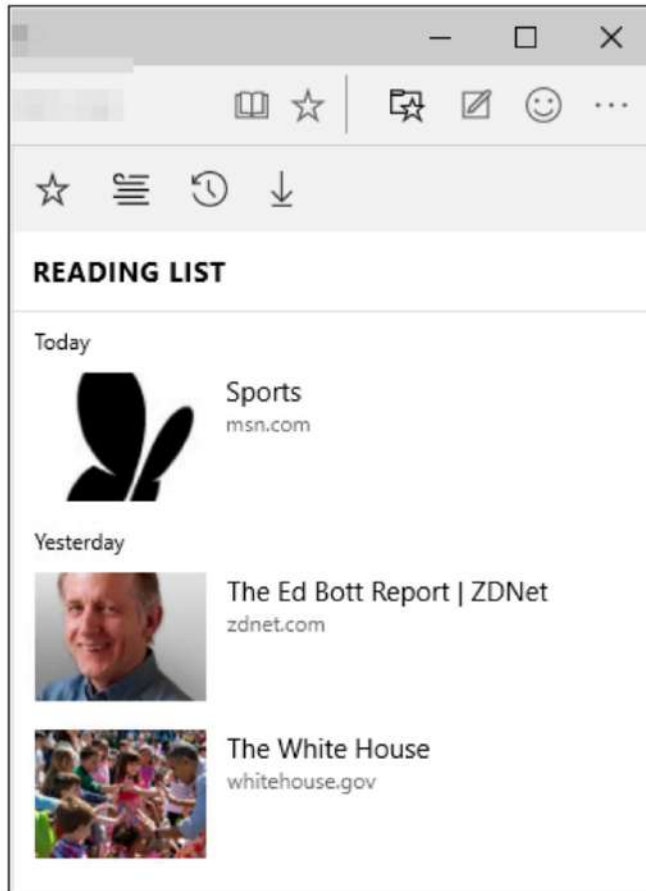 READING LIST
Today
Sports
msn.com
Yesterday
The Ed Bott Report | ZDNet
zdnet.com
The White House
whitehouse.gov